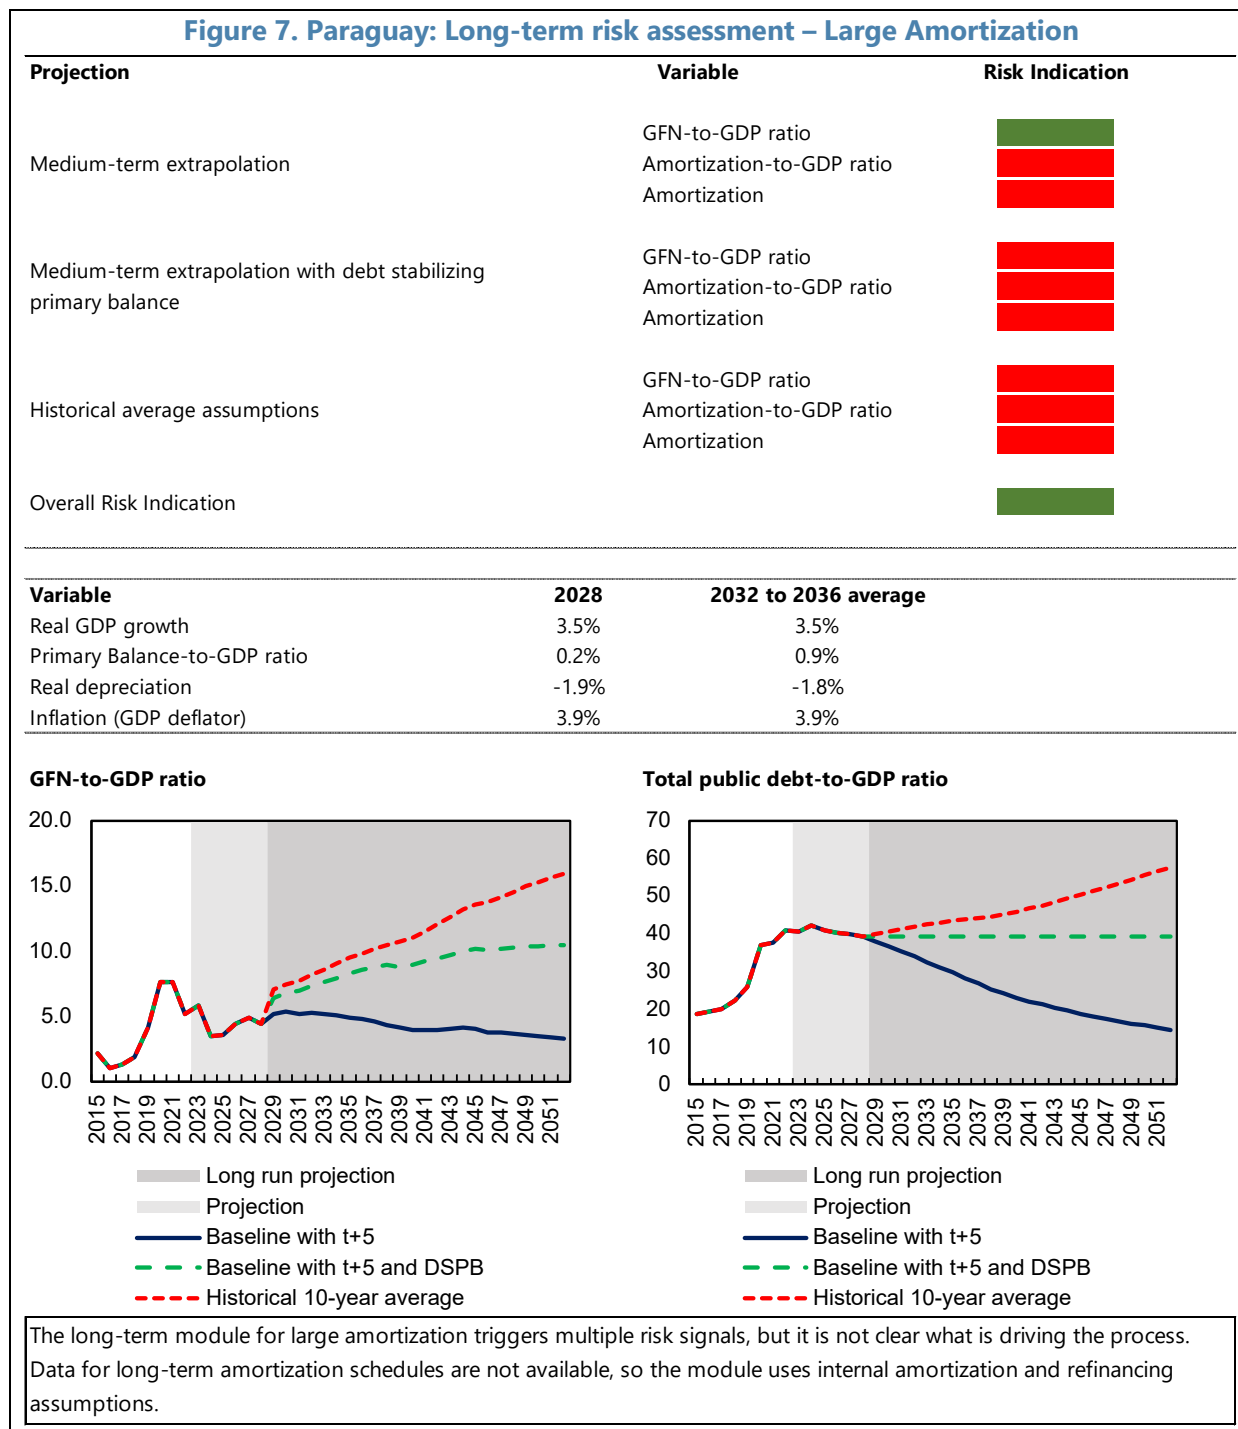 Figure 7. Paraguay: Long-term risk assessment – Large Amortization
Projection Variable Risk Indication
GFN-to-GDP ratio
Medium-term extrapolation Amortization-to-GDP ratio
Amortization
Medium-term extrapolation with debt stabilizing
primary balance
GFN-to-GDP ratio
Amortization-to-GDP ratio
Amortization
GFN-to-GDP ratio
Historical average assumptions Amortization-to-GDP ratio
Amortization
Overall Risk Indication
Variable 2028 2032 to 2036 average
Real GDP growth 3.5% 3.5%
Primary Balance-to-GDP ratio 0.2% 0.9%
Real depreciation -1.9% -1.8%
Inflation (GDP deflator) 3.9% 3.9%
GFN-to-GDP ratio
20.0
15.0
10.0
5.0
0.0
2015 2017 2019 2021 2023 2025 2027 2029 2031 2033 2035 2037 2039 2041 2043 2045 2047 2049 2051
Long run projection
Projection
Baseline with t+5
Baseline with t+5 and DSPB
Historical 10-year average
Total public debt-to-GDP ratio
70
60
50
40
30
20
10
0
2015 2017 2019 2021 2023 2025 2027 2029 2031 2033 2035 2037 2039 2041 2043 2045 2047 2049 2051
Long run projection
Projection
Baseline with t+5
Baseline with t+5 and DSPB
Historical 10-year average
The long-term module for large amortization triggers multiple risk signals, but it is not clear what is driving the process.
Data for long-term amortization schedules are not available, so the module uses internal amortization and refinancing
assumptions.